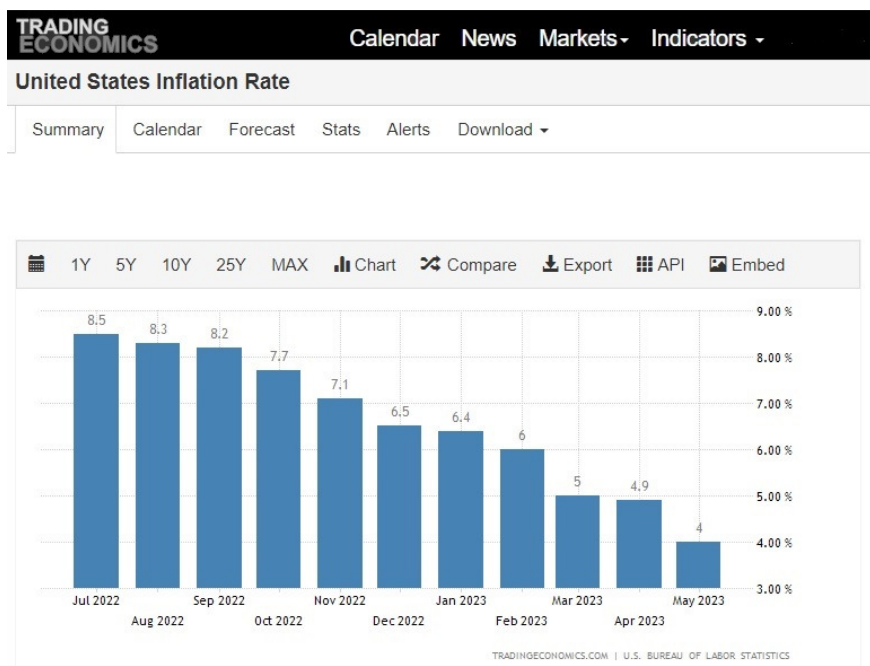 TRADING
ECONOMICS
Calendar News Markets Indicators
United States Inflation Rate
Summary Calendar Forecast Stats Alerts Download
1Y 5Y 10Y 25Y MAX Chart Compare Export API Embed
8.5 8.3 8.2 7.7 7.1 6.5 6.4 6 5 4.9 4
9.00 %
8.00 %
7.00 %
6.00 %
5.00 %
4.00 %
3.00 %
Jul 2022 Sep 2022 Nov 2022 Jan 2023 Mar 2023 May 2023
Aug 2022 Oct 2022 Dec 2022 Feb 2023 Apr 2023
TRADINGECONOMICS.COM | U.S. BUREAU OF LABOR STATISTICS